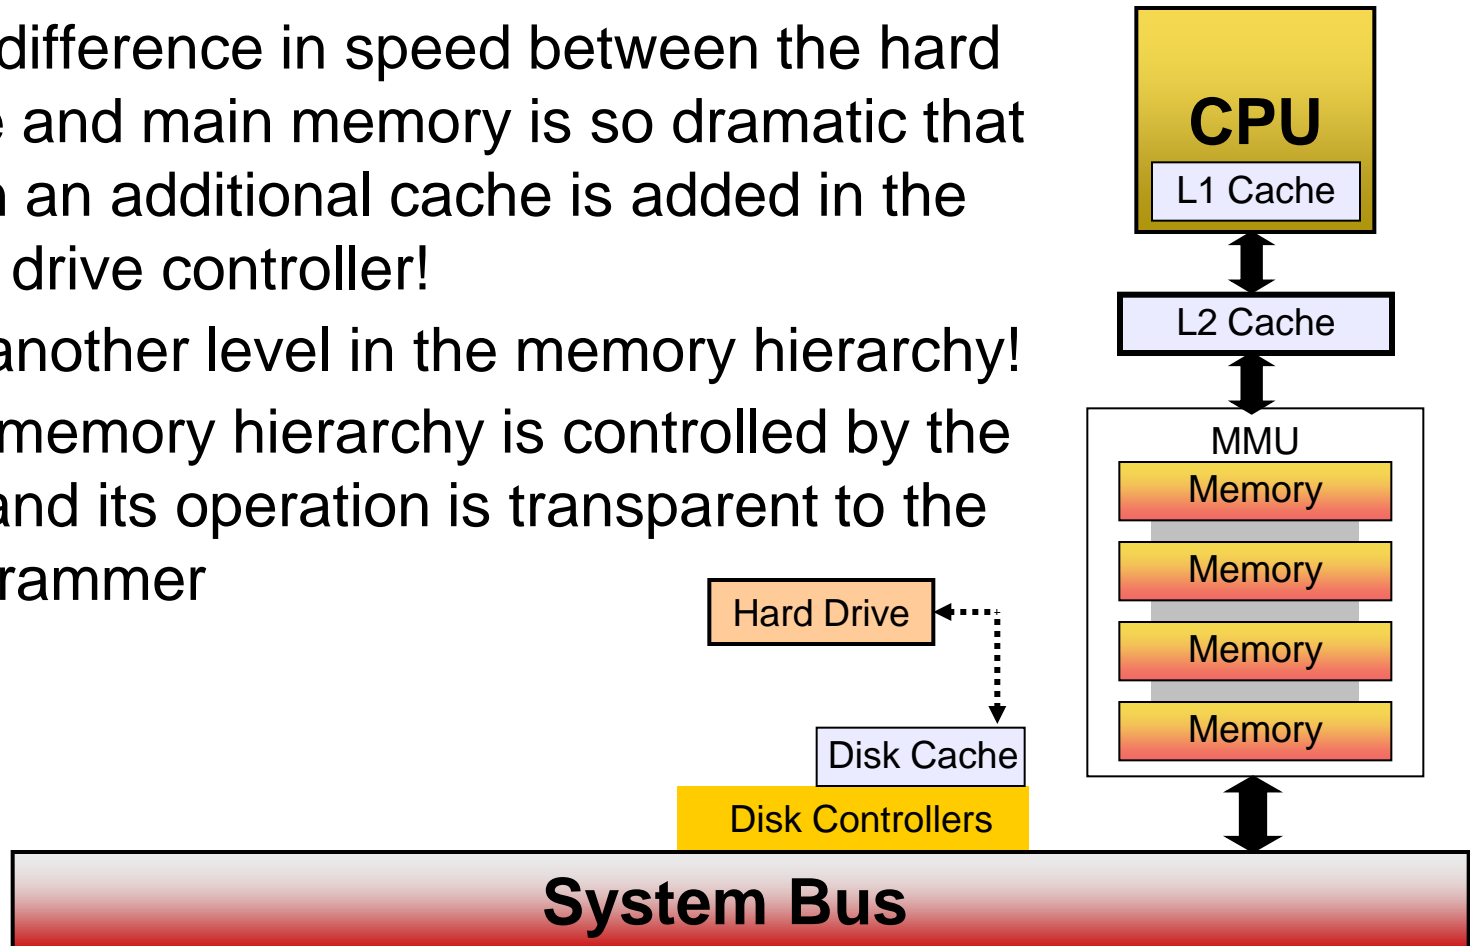 difference in speed between the hard
e and main memory is so dramatic that
n an additional cache is added in the
drive controller!
another level in the memory hierarchy!
memory hierarchy is controlled by the
and its operation is transparent to the
rammer
CPU
L1 Cache
L2 Cache
MMU
Memory
Memory
Memory
Memory
Hard Drive
Disk Cache
Disk Controllers
System Bus